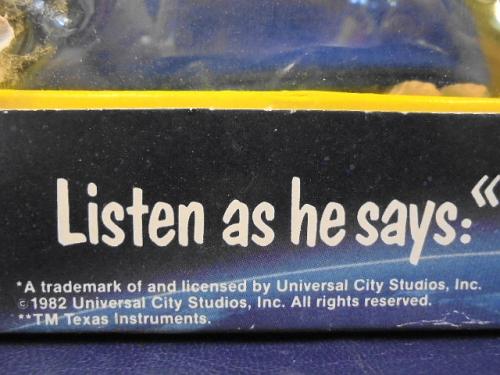 Listen as he says:“
*A trademark of and licensed by Universal City Studios, Inc.
©1982 Universal City Studios, Inc. All rights reserved.
**TM Texas Instruments.